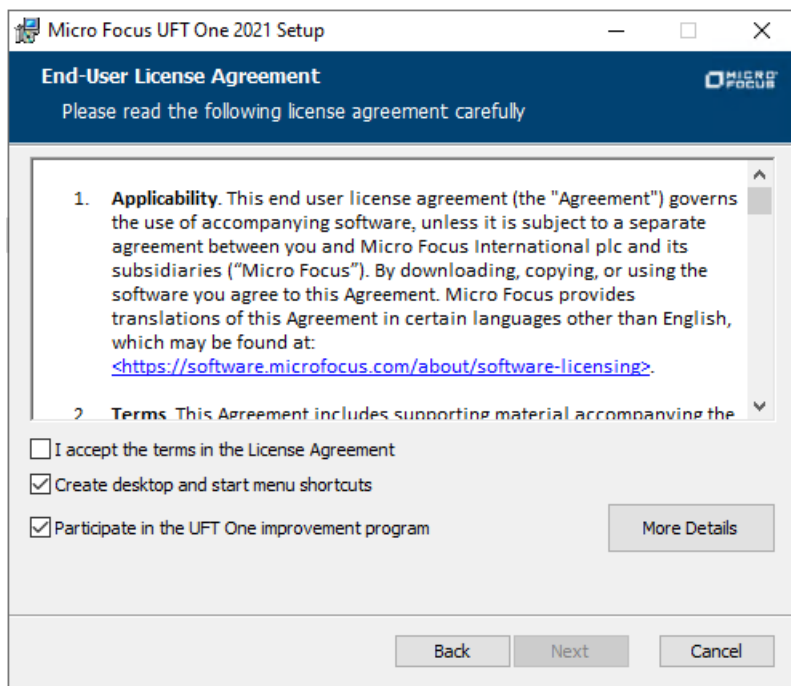 Micro Focus UFT One 2021 Setup
End-User License Agreement
MICRO
FOCUS
Please read the following license agreement carefully
1. Applicability. This end user license agreement (the "Agreement") governs
the use of accompanying software, unless it is subject to a separate
agreement between you and Micro Focus International plc and its
subsidiaries (“Micro Focus”). By downloading, copying, or using the
software you agree to this Agreement. Micro Focus provides
translations of this Agreement in certain languages other than English,
which may be found at:
<https://software.microfocus.com/about/software-licensing>.
2. Terms. This Agreement includes supporting material accompanying the
I accept the terms in the License Agreement
Create desktop and start menu shortcuts
Participate in the UFT One improvement program
More Details
Back
Next
Cancel